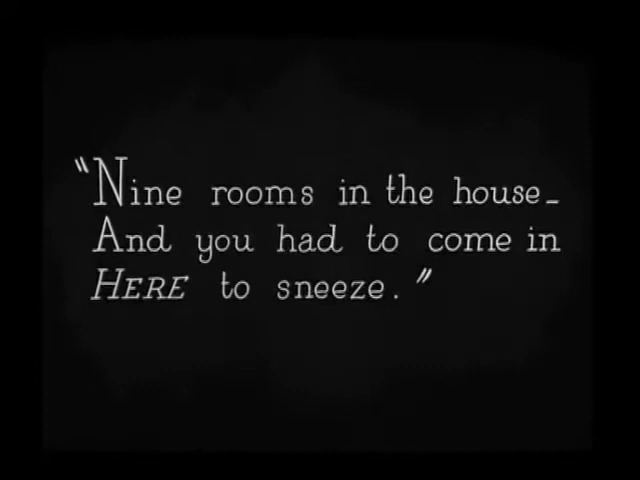 "Nine rooms in the house—
And you had to come in
HERE to sneeze."